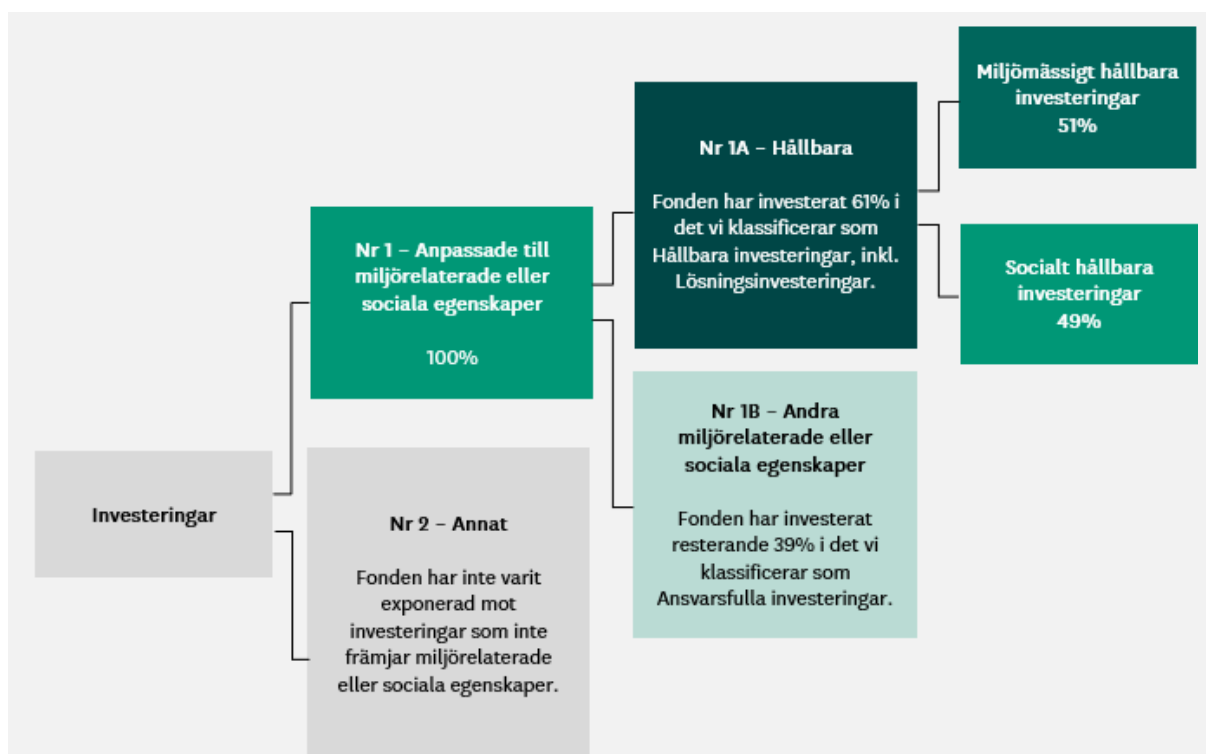 Investeringar
Nr 1 – Anpassade till
miljörelaterade eller
sociala egenskaper
100%
Nr 2 – Annat
Fonden har inte varit
exponerad mot
investeringar som inte
främjar miljörelaterade
eller sociala egenskaper.
Nr 1A – Hållbara
Fonden har investerat 61% i
det vi klassificerar som
Hållbara investeringar, inkl.
Lösningsinvesteringar.
Nr 1B – Andra
miljörelaterade eller
sociala egenskaper
Fonden har investerat
resterande 39% i det vi
klassificerar som
Ansvarsfulla investeringar.
Miljömässigt hållbara
investeringar
51%
Socialt hållbara
investeringar
49%